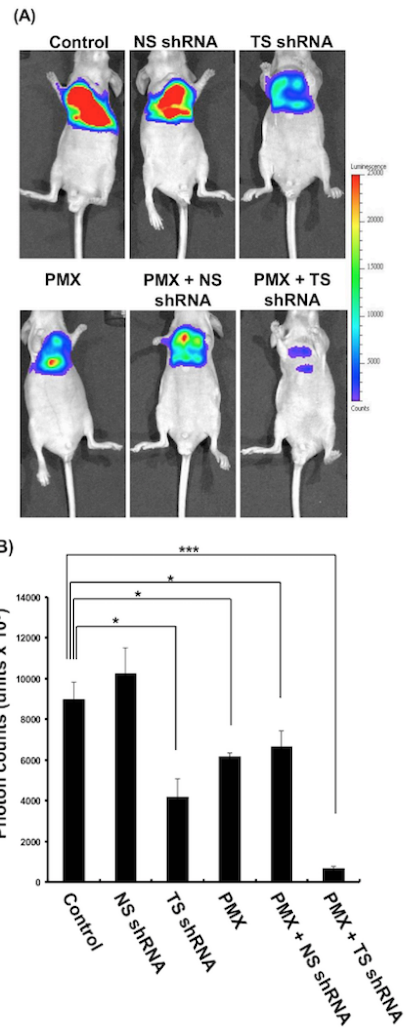 (A)
Control NS shRNA TS shRNA
Luminescence
25000
20000
15000
10000
5000
Counts
PMX PMX + NS shRNA PMX + TS shRNA
B)
***
*
*
*
Photon counts (units x 10
14000
12000
10000
8000
6000
4000
2000
0
Control
NS shRNA
TS shRNA
PMX
PMX + NS shRNA
PMX + TS shRNA